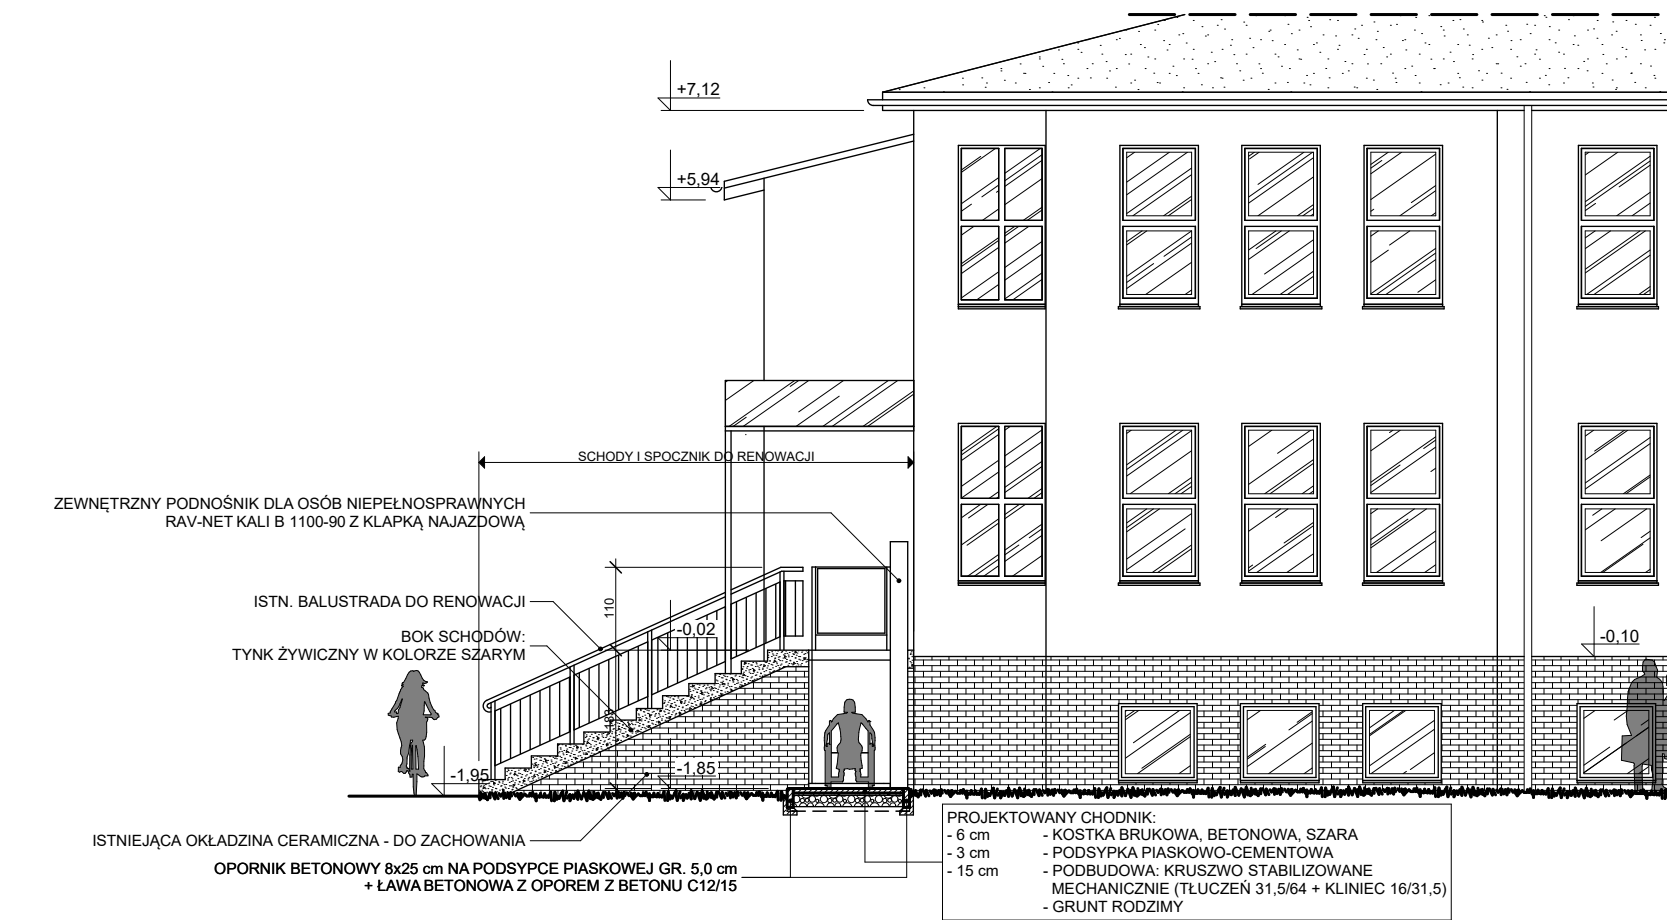 +7,12
+5,94
SCHODY I SPOCZNIK DO RENOWACJI
ZEWNĘTRZNY PODNOŚNIK DLA OSÓB NIEPEŁNOSPRAWNYCH
RAV-NET KALI B 1100-90 Z KLAPKĄ NAJAZDOWĄ
ISTN. BALUSTRADA DO RENOWACJI
110
-0,02
-0,10
BOK SCHODÓW:
TYNK ŻYWICZNY W KOLORZE SZARYM
-1,95
-1,85
ISTNIEJĄCA OKŁADZINA CERAMICZNA - DO ZACHOWANIA
OPORNIK BETONOWY 8x25 cm NA PODSYPCE PIASKOWEJ GR. 5,0 cm
+ ŁAWA BETONOWA Z OPOREM Z BETONU C12/15
PROJEKTOWANY CHODNIK:
- 6 cm - KOSTKA BRUKOWA, BETONOWA, SZARA
- 3 cm - PODSYPKA PIASKOWO-CEMENTOWA
- 15 cm - PODBUDOWA: KRUSZWO STABILIZOWANE
MECHANICZNIE (TŁUCZEŃ 31,5/64 + KLINIEC 16/31,5)
- GRUNT RODZIMY